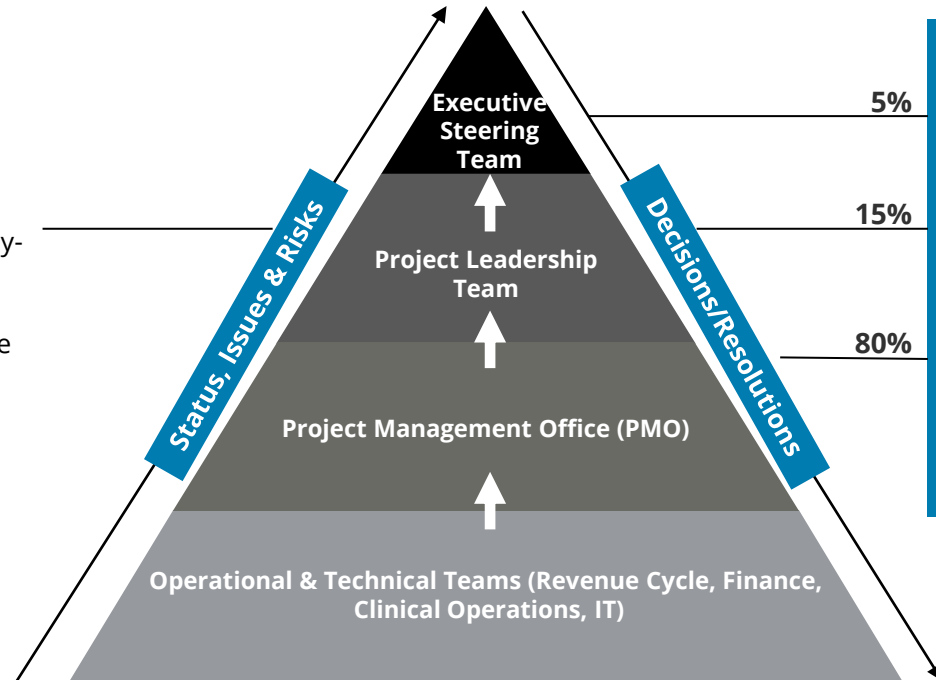 Executive
Steering
Team
5%
15%
80%
y-
e
Status, Issues & Risks
Decisions/Resolutions
Project Leadership
Team
Project Management Office (PMO)
Operational & Technical Teams (Revenue Cycle, Finance,
Clinical Operations, IT)